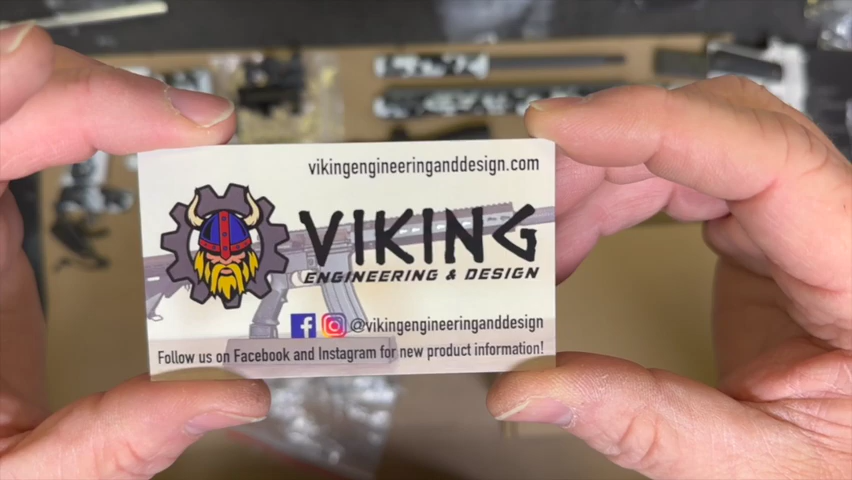 vikingengineeringanddesign.com
VIKING
ENGINEERING & DESIGN
@vikingengineeringanddesign
Follow us on Facebook and Instagram for new product information!